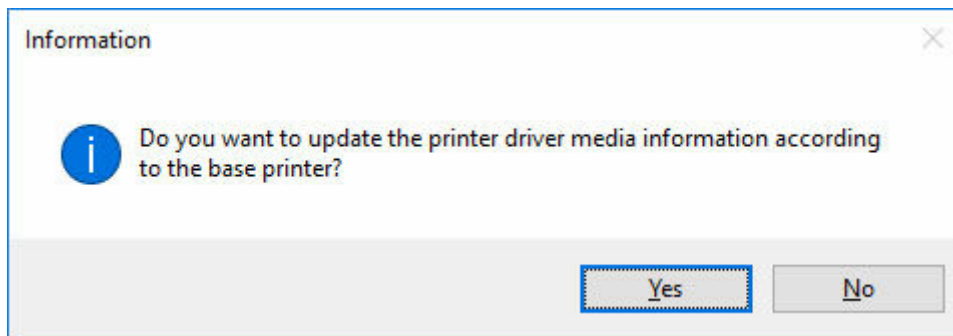 Information
Do you want to update the printer driver media information according
to the base printer?
Yes
No